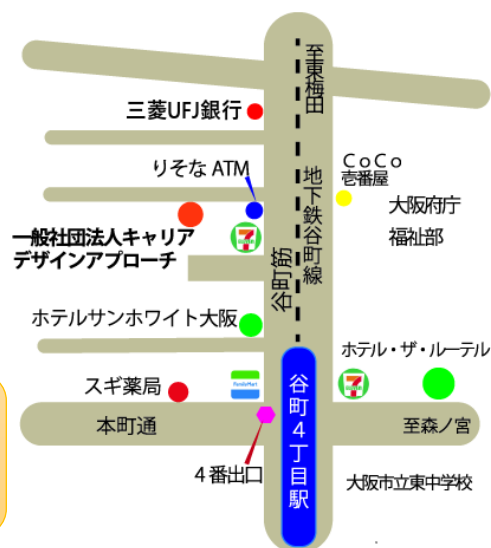 至東梅田
三菱UFJ銀行
りそな ATM
ＣｏＣｏ
壱番屋
地下鉄谷町線
大阪府庁
福祉部
一般社団法人キャリア
デザインアプローチ
谷町筋
ホテルサンホワイト大阪
ホテル・ザ・ルーテル
スギ薬局
FamilyMart
谷町４丁目駅
本町通
至森ノ宮
４番出口
大阪市立東中学校